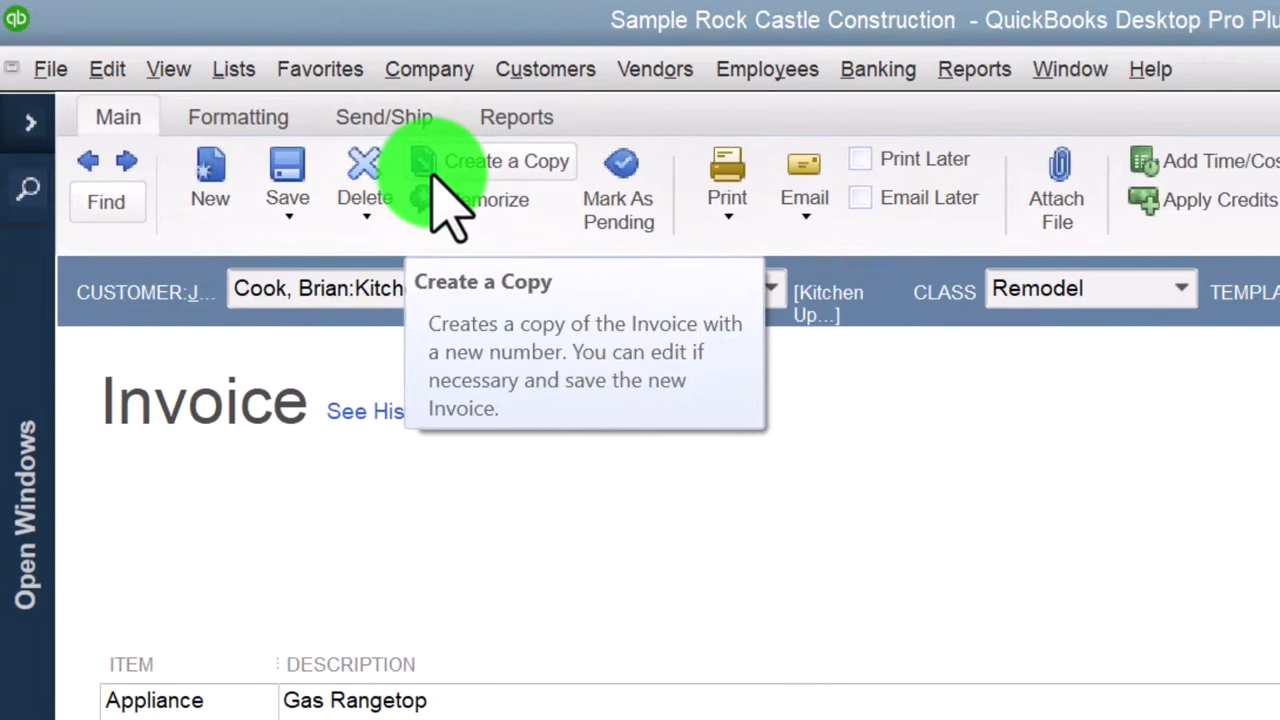 qb
Sample Rock Castle Construction - QuickBooks Desktop Pro Plu
File Edit View Lists Favorites Company Customers Vendors Employees Banking Reports Window Help
Main Formatting Send/Ship Reports
Find
New
Save
Delete
Create a Copy
emorize
Mark As
Pending
Print
Email
Print Later
Email Later
Attach
File
Add Time/Cos
Apply Credits
CUSTOMER:J... Cook, Brian:Kitch [Kitchen
Up...]
CLASS Remodel TEMPLA
Create a Copy
Creates a copy of the Invoice with
a new number. You can edit if
necessary and save the new
Invoice.
Invoice See His
Open Windows
ITEM DESCRIPTION
Appliance Gas Rangetop